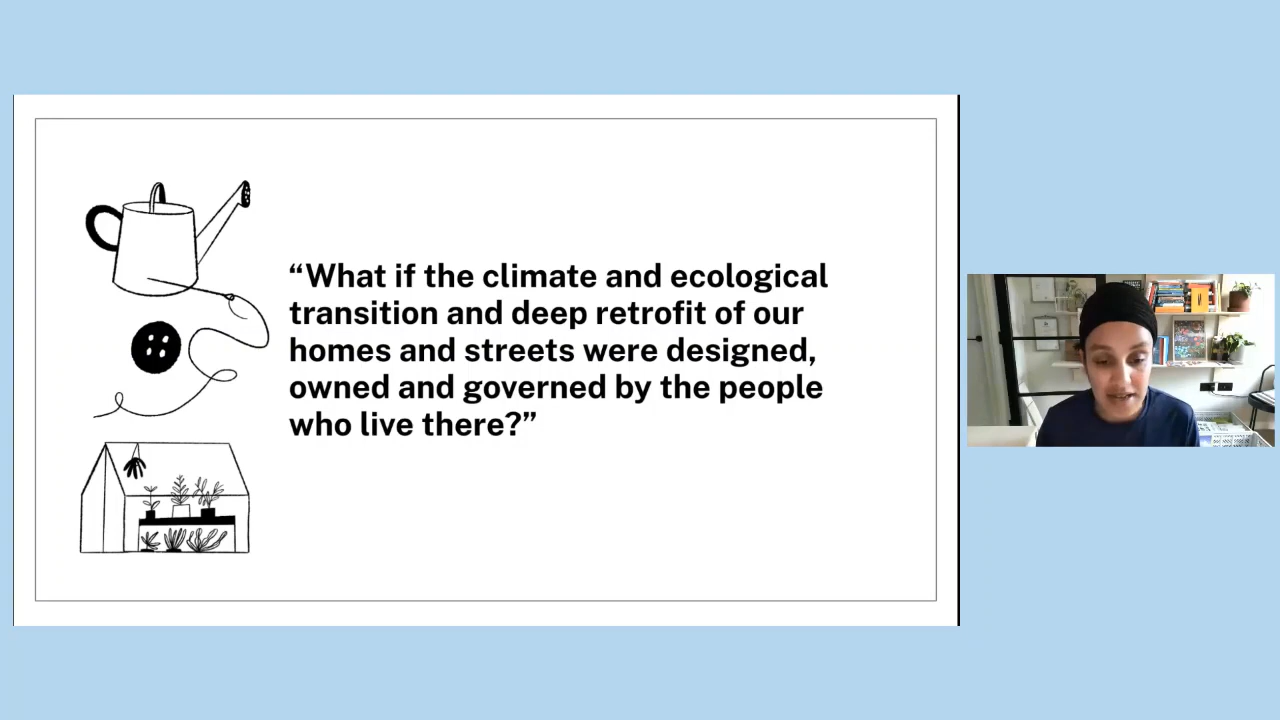 “What if the climate and ecological
transition and deep retrofit of our
homes and streets were designed,
owned and governed by the people
who live there?”